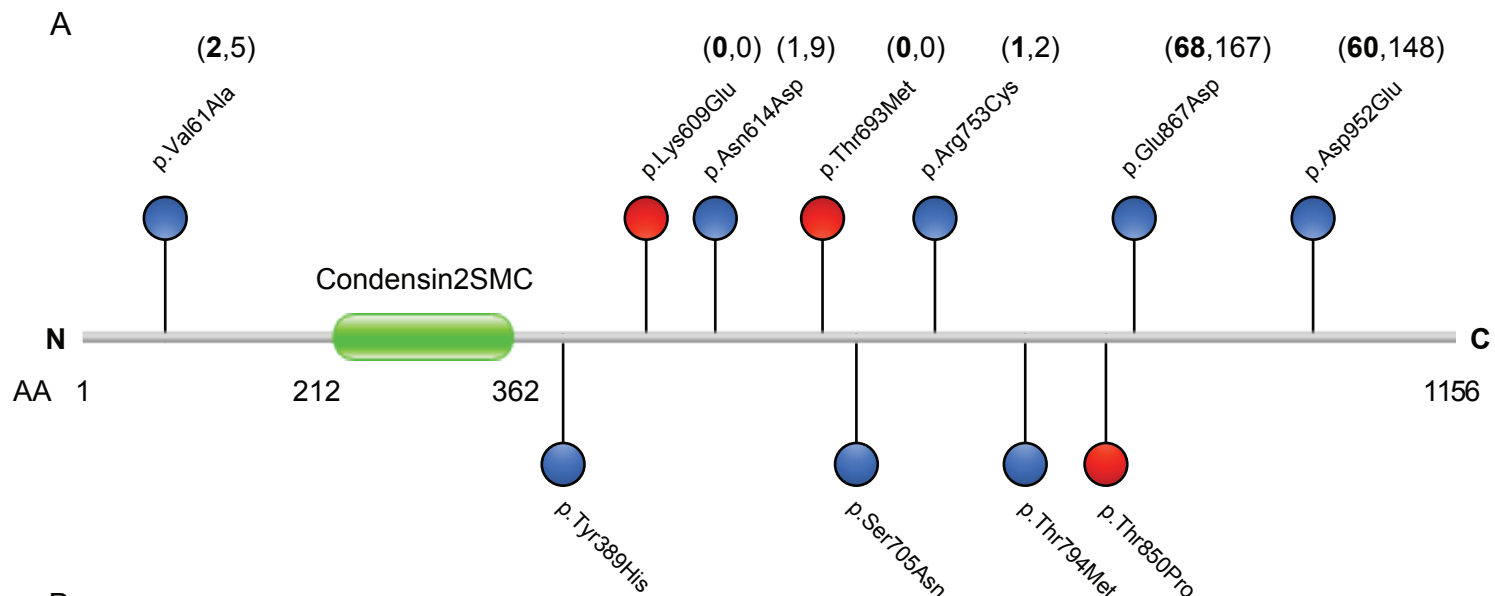 A
(2,5) (0,0) (1,9) (0,0) (1,2) (68,167) (60,148)
p.Val61Ala p.Lys609Glu p.Asn614Asp p.Thr693Met p.Arg753Cys p.Glu867Asp p.Asp952Glu
Condensin2SMC
N C
AA 1 212 362 1156
p.Tyr389His p.Ser705Asn p.Thr794Met p.Thr850Pro